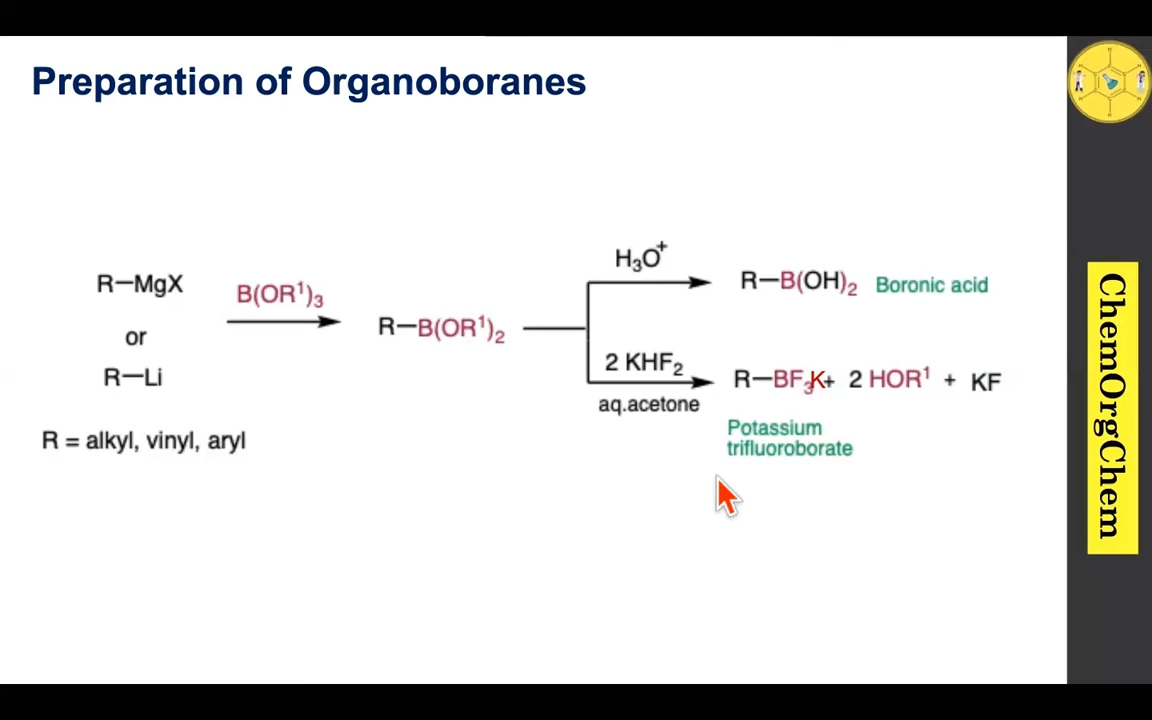 Preparation of Organoboranes
R—MgX
or
R—Li
R = alkyl, vinyl, aryl
B(OR¹)₃
R—B(OR¹)₂
H₃O⁺
R—B(OH)₂ Boronic acid
2 KHF₂
aq.acetone
R—BF₃K+ 2 HOR¹ + KF
Potassium
trifluoroborate
ChemOrgChem